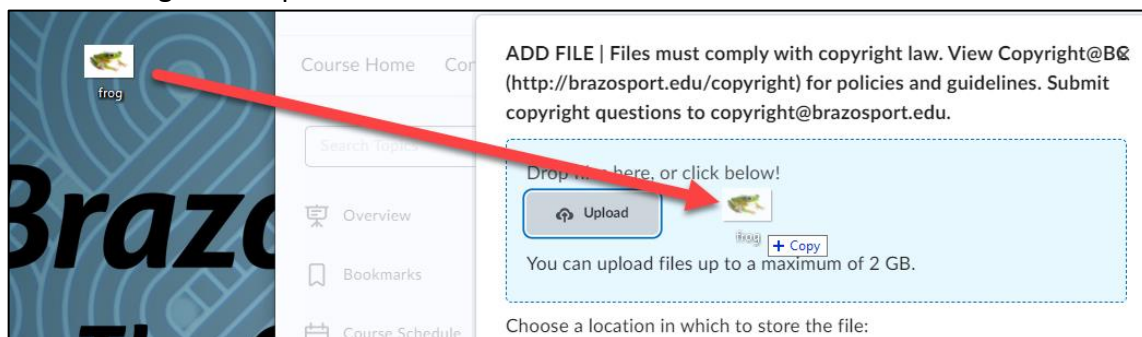 frog
Brazo
Course Home
ADD FILE | Files must comply with copyright law. View Copyright@BC
(http://brazosport.edu/copyright) for policies and guidelines. Submit
copyright questions to copyright@brazosport.edu.
Search Topics
Drop files here, or click below!
Upload
frog
+ Copy
You can upload files up to a maximum of 2 GB.
Overview
Bookmarks
Course Schedule
Choose a location in which to store the file: